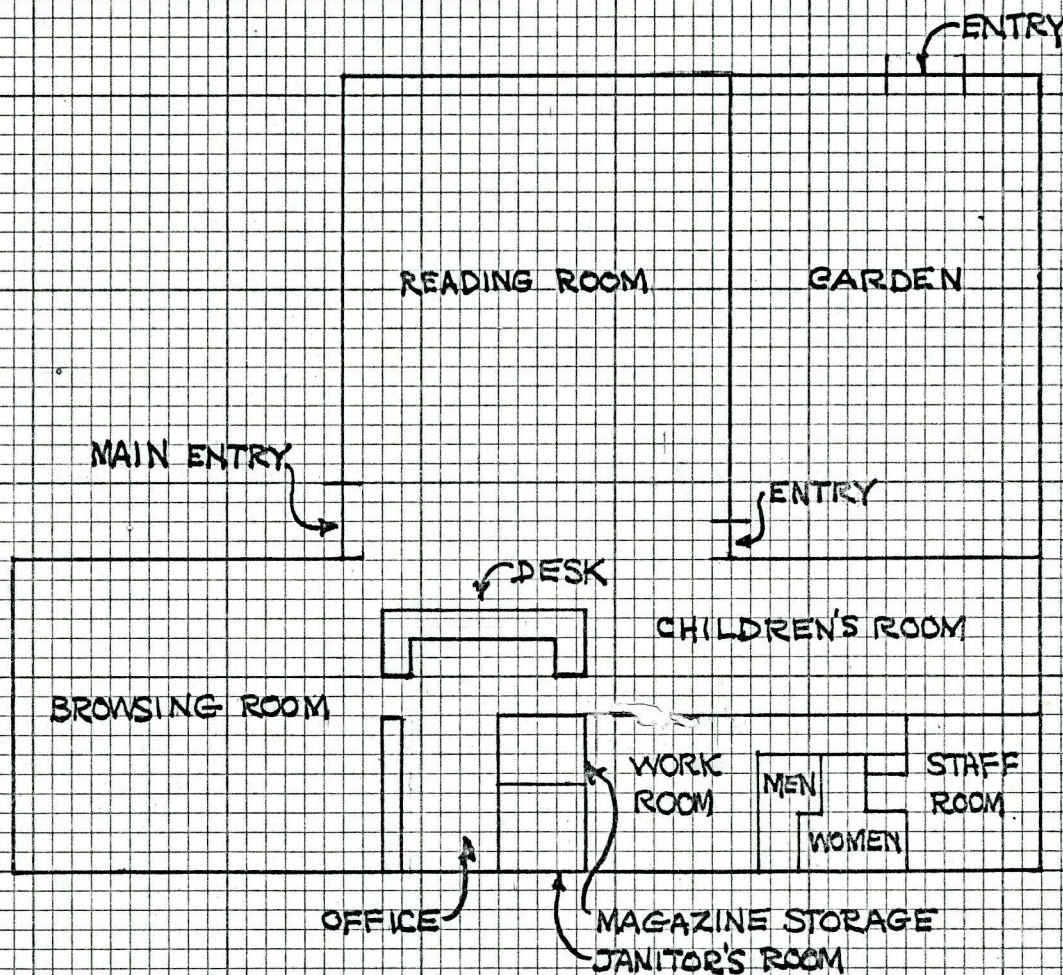 ENTRY
READING ROOM
GARDEN
MAIN ENTRY
ENTRY
DESK
CHILDREN'S ROOM
BROWSING ROOM
WORK
ROOM
MEN
WOMEN
STAFF
ROOM
OFFICE
MAGAZINE STORAGE
JANITOR'S ROOM